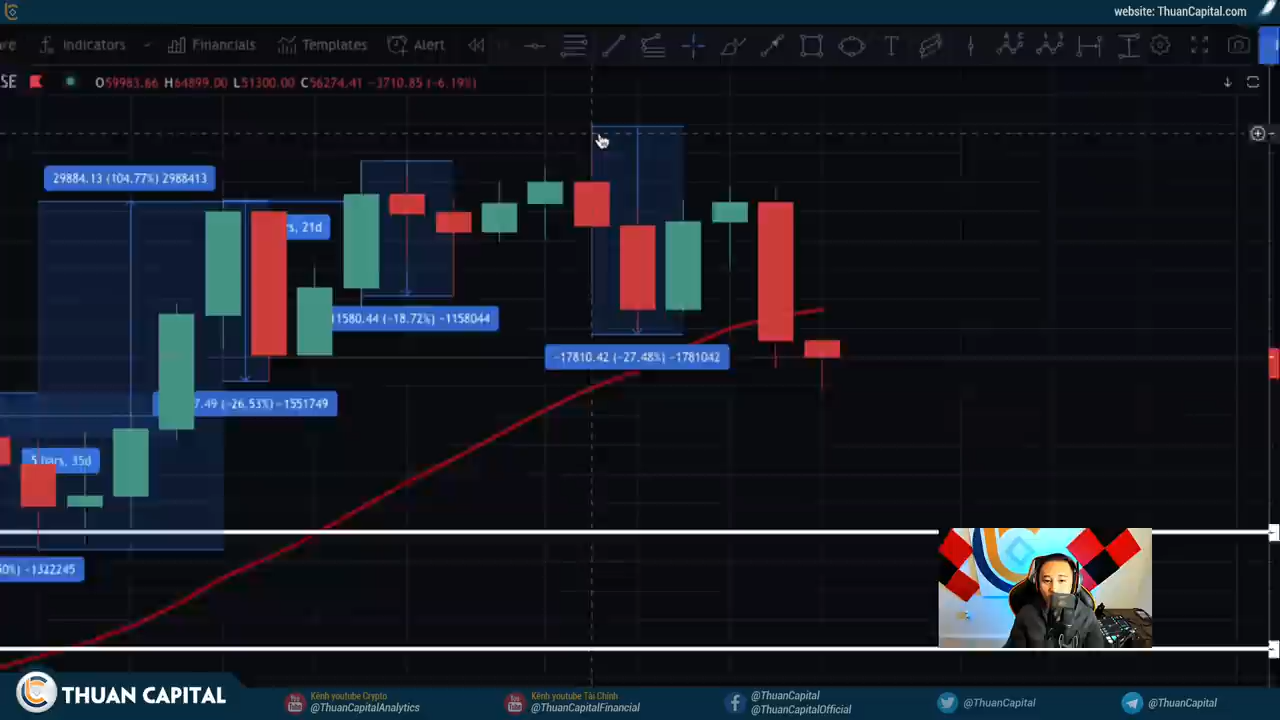 website: ThuanCapital.com
Indicators
Financials
Templates
Alert
SE
O59983.66 H64899.00 L51300.00 C56274.41 −3710.85 (−6.19%)
29884.13 (104.77%) 2988413
21d
11580.44 (−18.72%) −1158044
−17810.42 (−27.48%) −1781042
7.49 (−26.53%) −1551749
5 bars, 35d
−1322245
THUAN CAPITAL
Kênh youtube Crypto
@ThuanCapitalAnalytics
Kênh youtube Tài Chính
@ThuanCapitalFinancial
@ThuanCapital
@ThuanCapitalOfficial
@ThuanCapital
@ThuanCapital